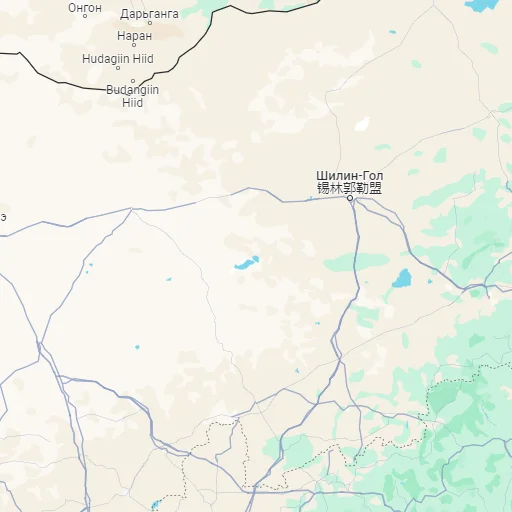 Онгон
Дарьганга
Наран
Hudagiin Hiid
Budangiin
Hiid
Шилин-Гол
锡林郭勒盟
э